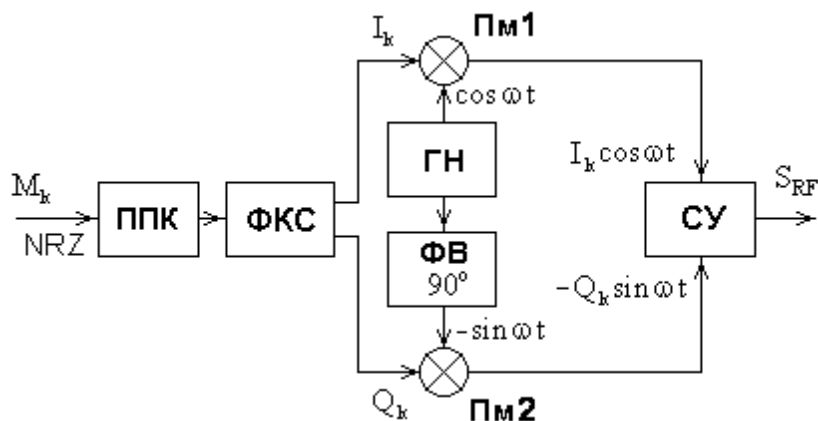 I_k
Пм1
cos ωt
M_k
NRZ
ППК
ФКС
ГН
ФВ
90°
-sin ωt
Q_k
Пм2
I_k cos ωt
СУ
S_RF
-Q_k sin ωt